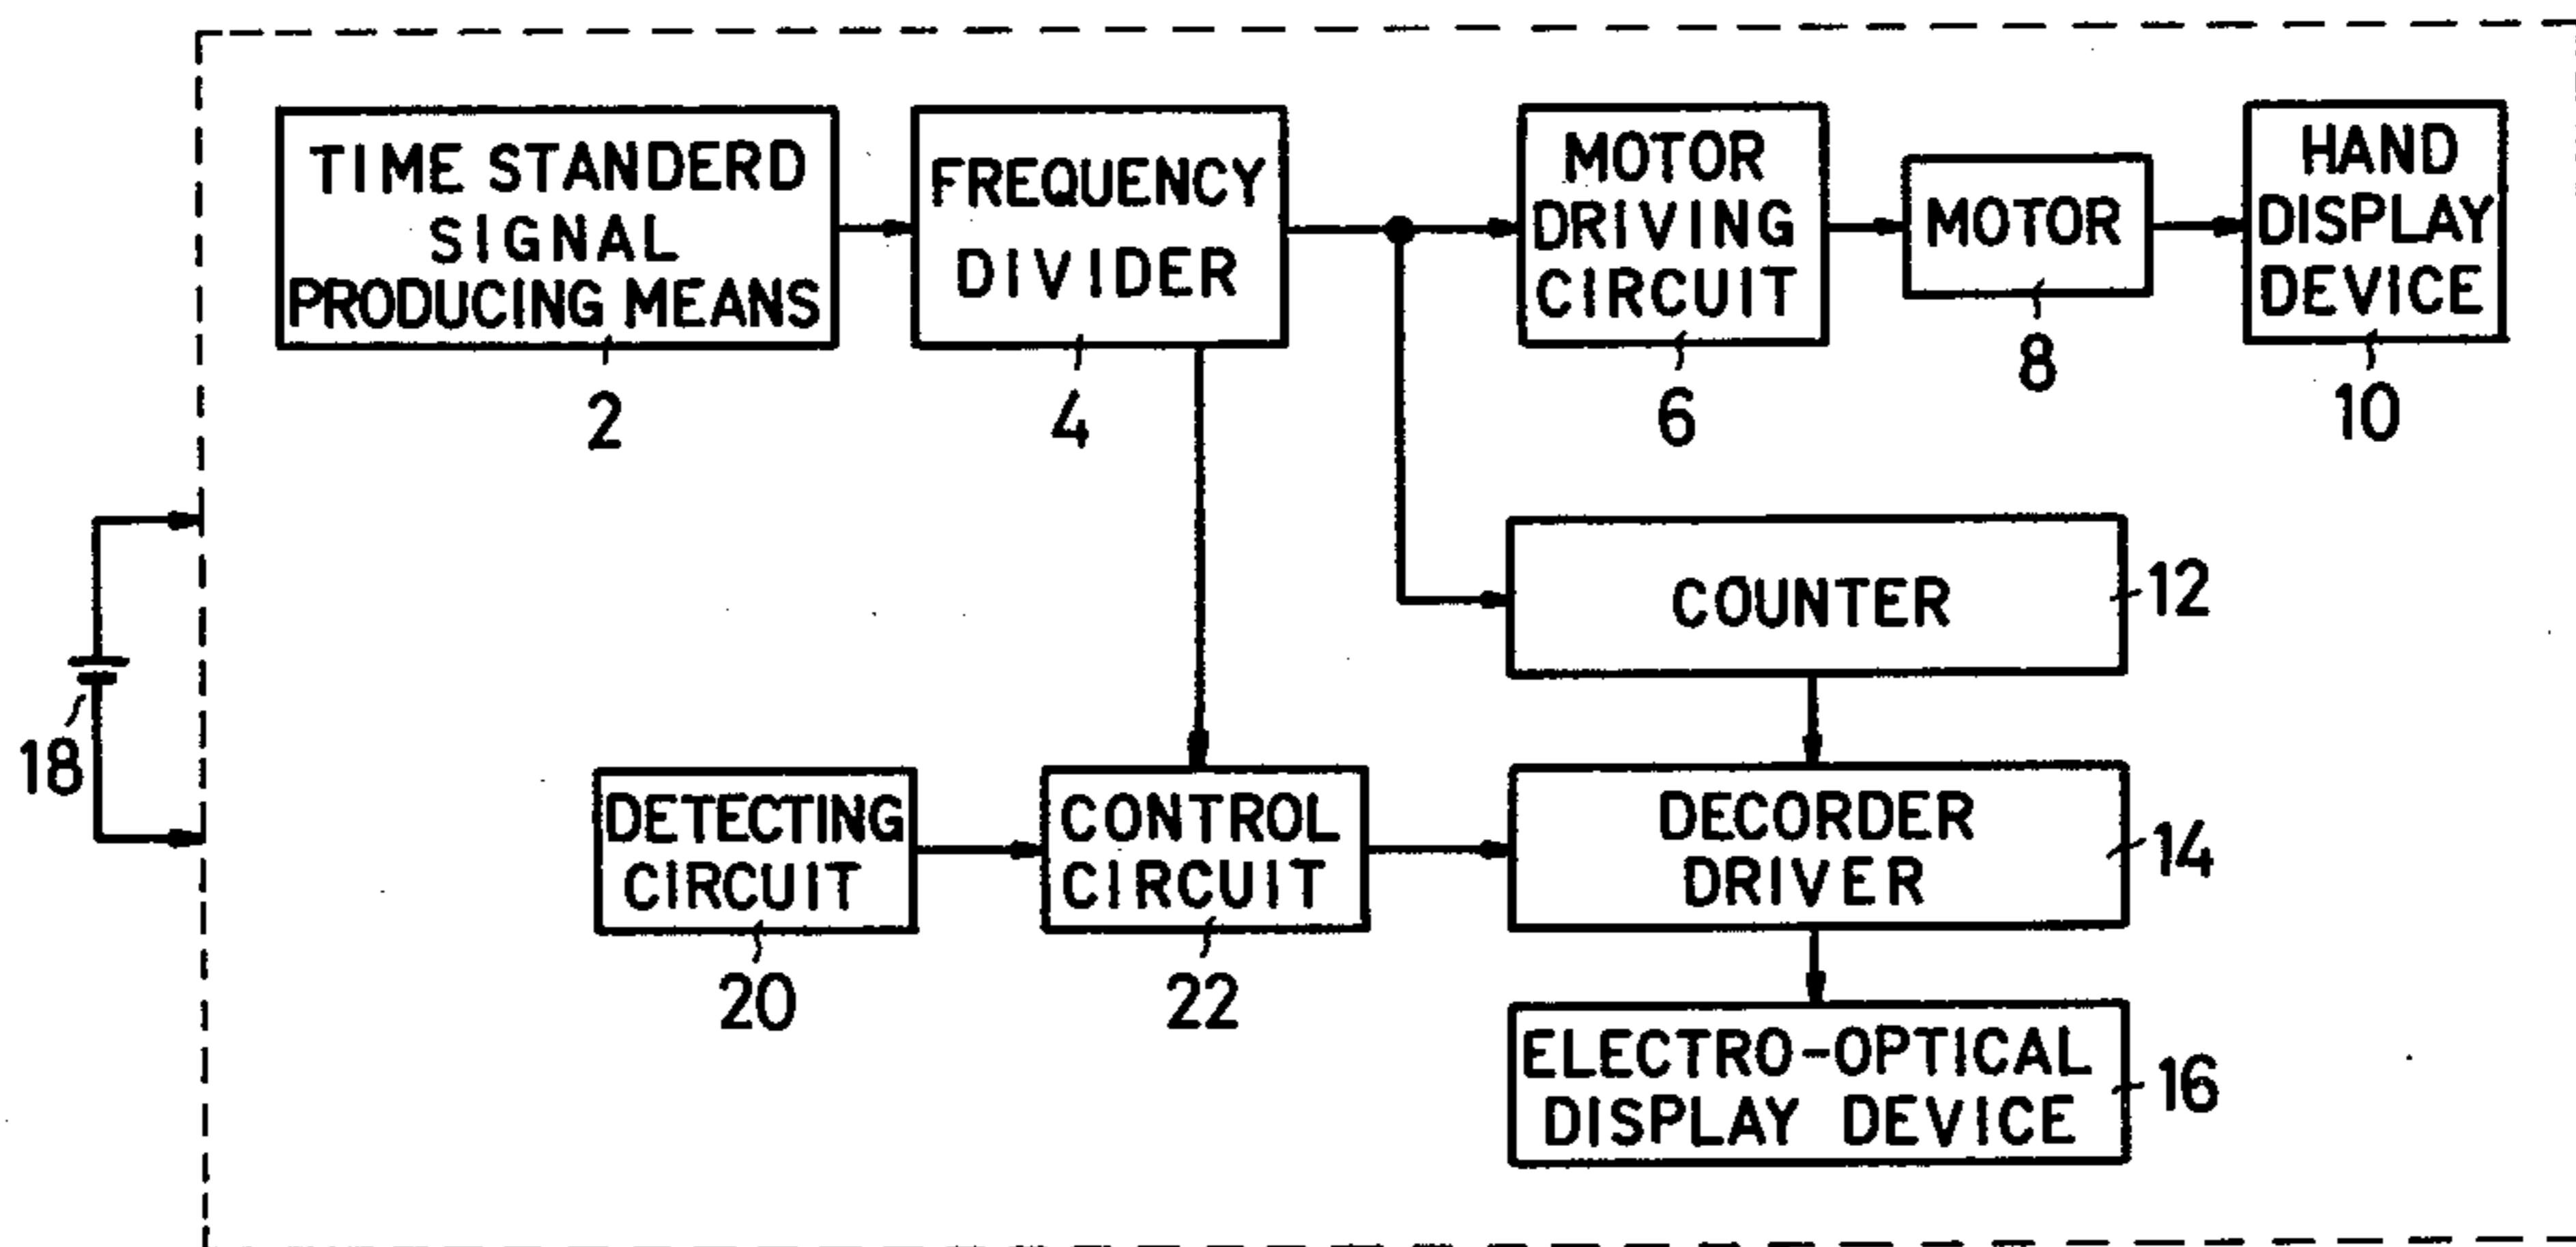 TIME STANDERD
SIGNAL
PRODUCING MEANS
2
FREQUENCY
DIVIDER
4
MOTOR
DRIVING
CIRCUIT
6
MOTOR
8
HAND
DISPLAY
DEVICE
10
COUNTER
12
18
DETECTING
CIRCUIT
20
CONTROL
CIRCUIT
22
DECORDER
DRIVER
14
ELECTRO-OPTICAL
DISPLAY DEVICE
16